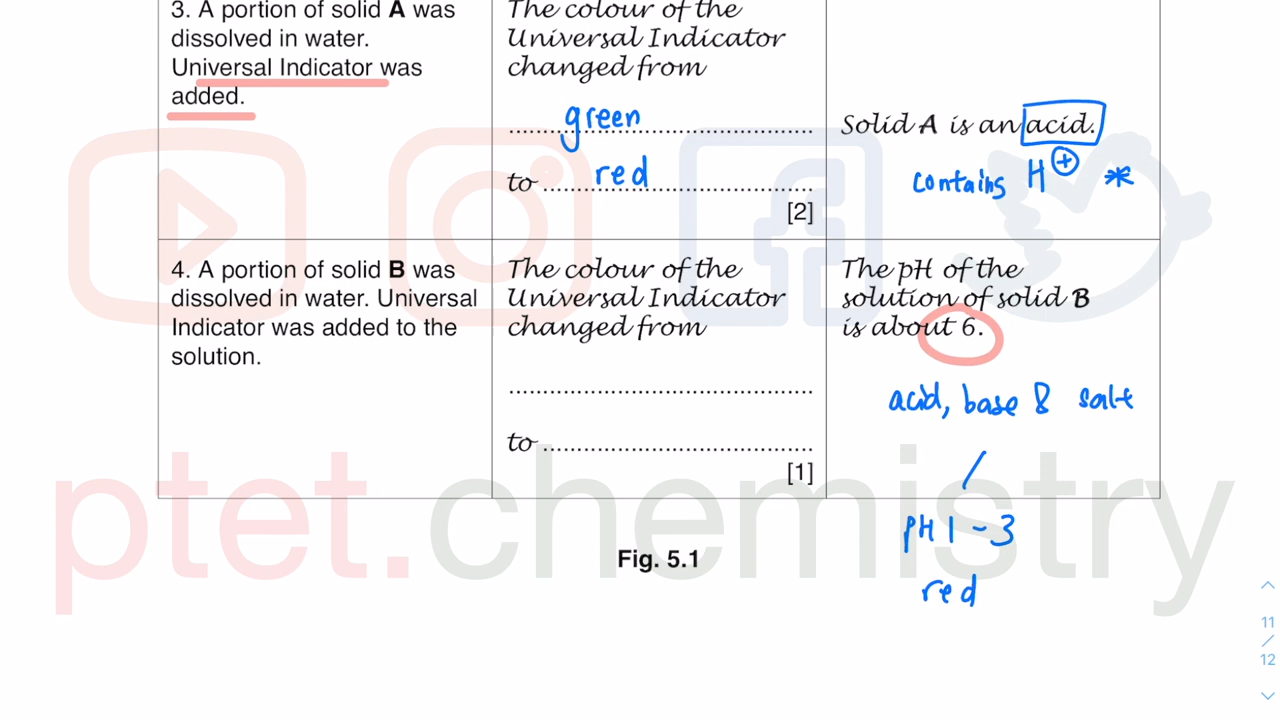 3. A portion of solid A was
dissolved in water.
Universal Indicator was
added.
The colour of the
Universal Indicator
changed from
green
to red
[2]
Solid A is an acid.
contains H+ *
4. A portion of solid B was
dissolved in water. Universal
Indicator was added to the
solution.
The colour of the
Universal Indicator
changed from
................................................
to ...........................................
[1]
The pH of the
solution of solid B
is about 6.
acid, base & salt
/
pH 1 - 3
red
ptet.chemistry
Fig. 5.1
11
/
12